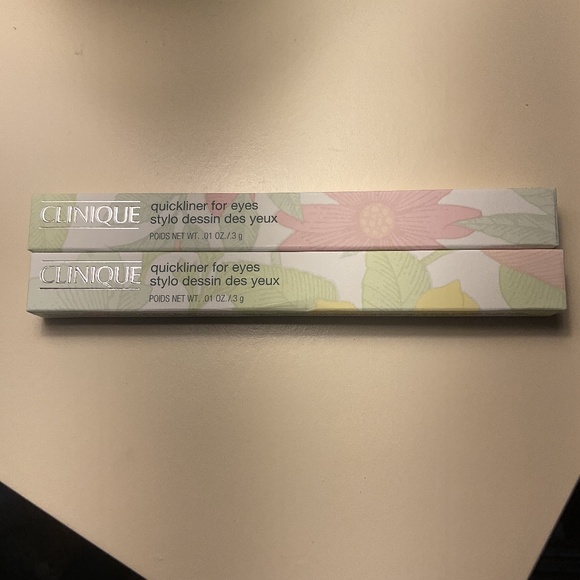 CLINIQUE
quickliner for eyes
stylo dessin des yeux
POIDS NET WT. .01 OZ./.3 g
CLINIQUE
quickliner for eyes
stylo dessin des yeux
POIDS NET WT. .01 OZ./.3 g